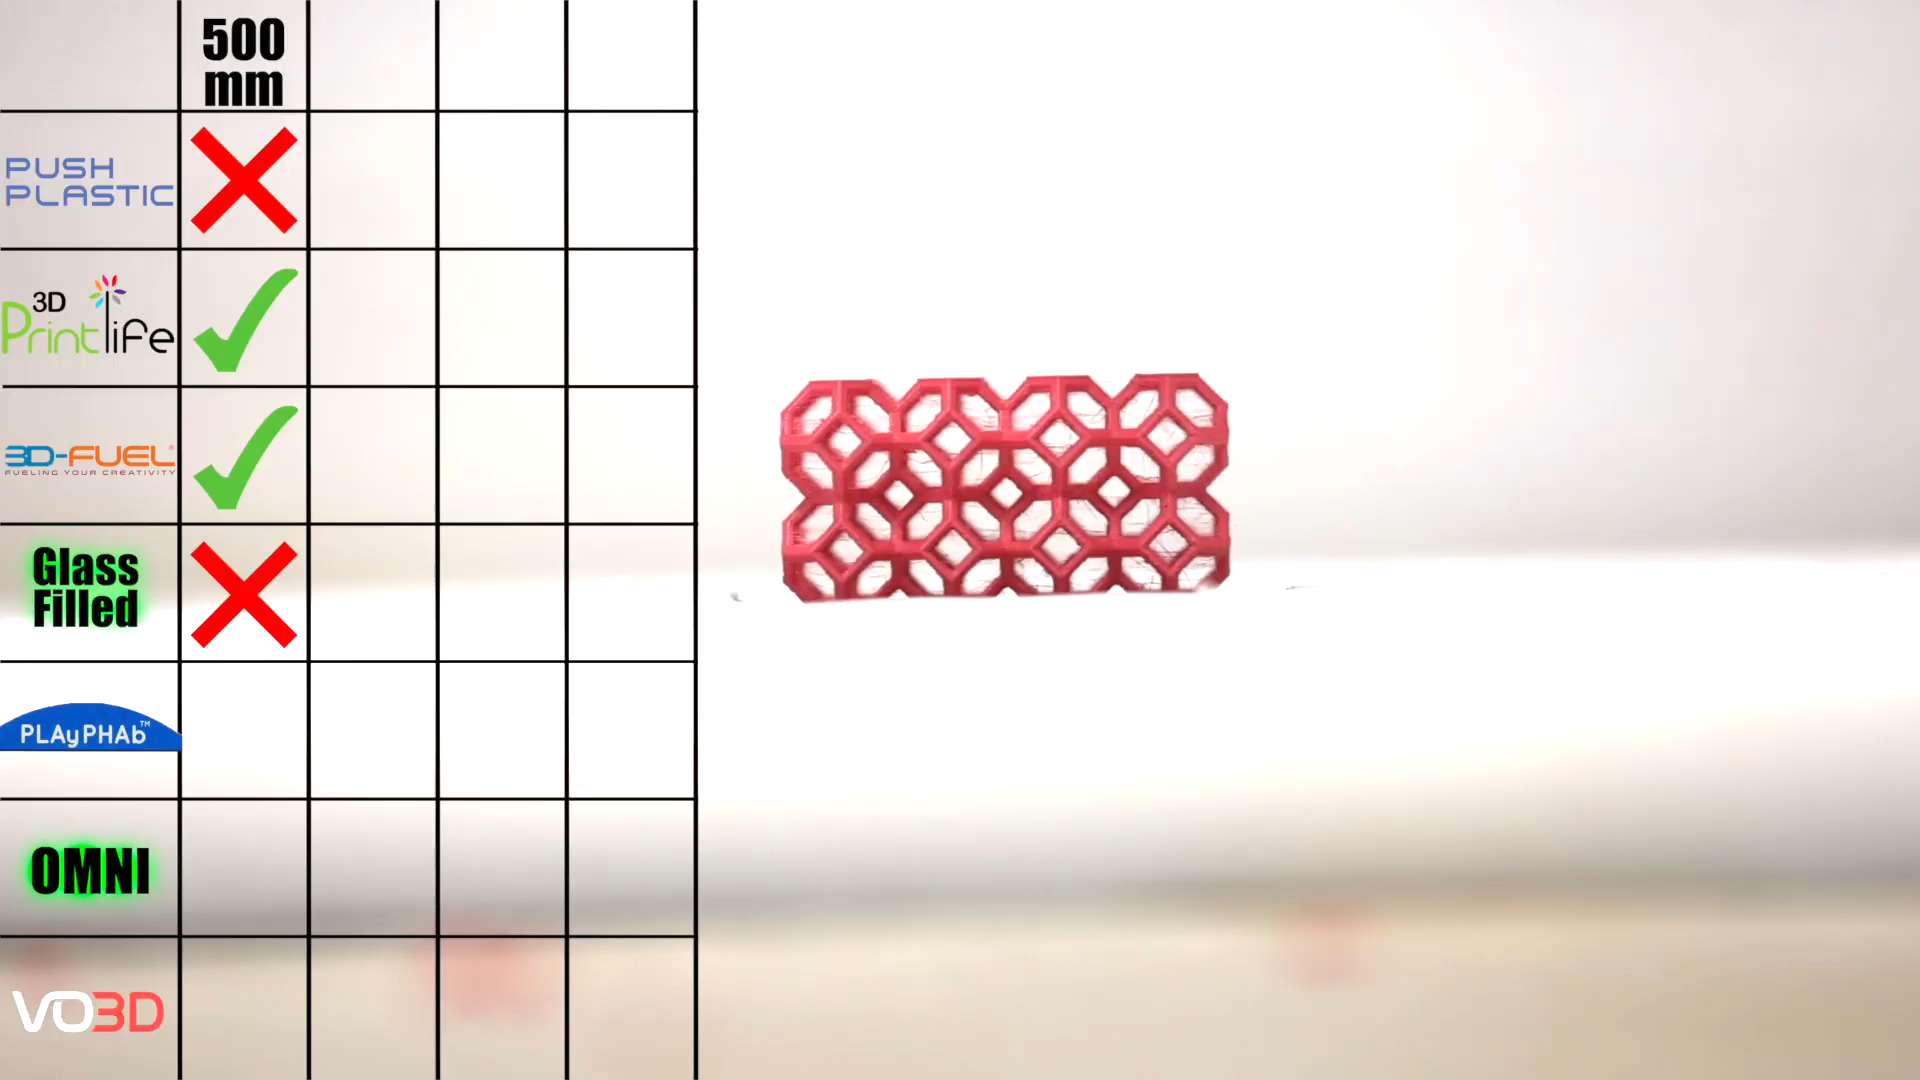 500
mm
PUSH
PLASTIC
3D
Printlife
3D-FUEL®
FUELING YOUR CREATIVITY
Glass
Filled
PLAyPHAb™
OMNI
VO3D